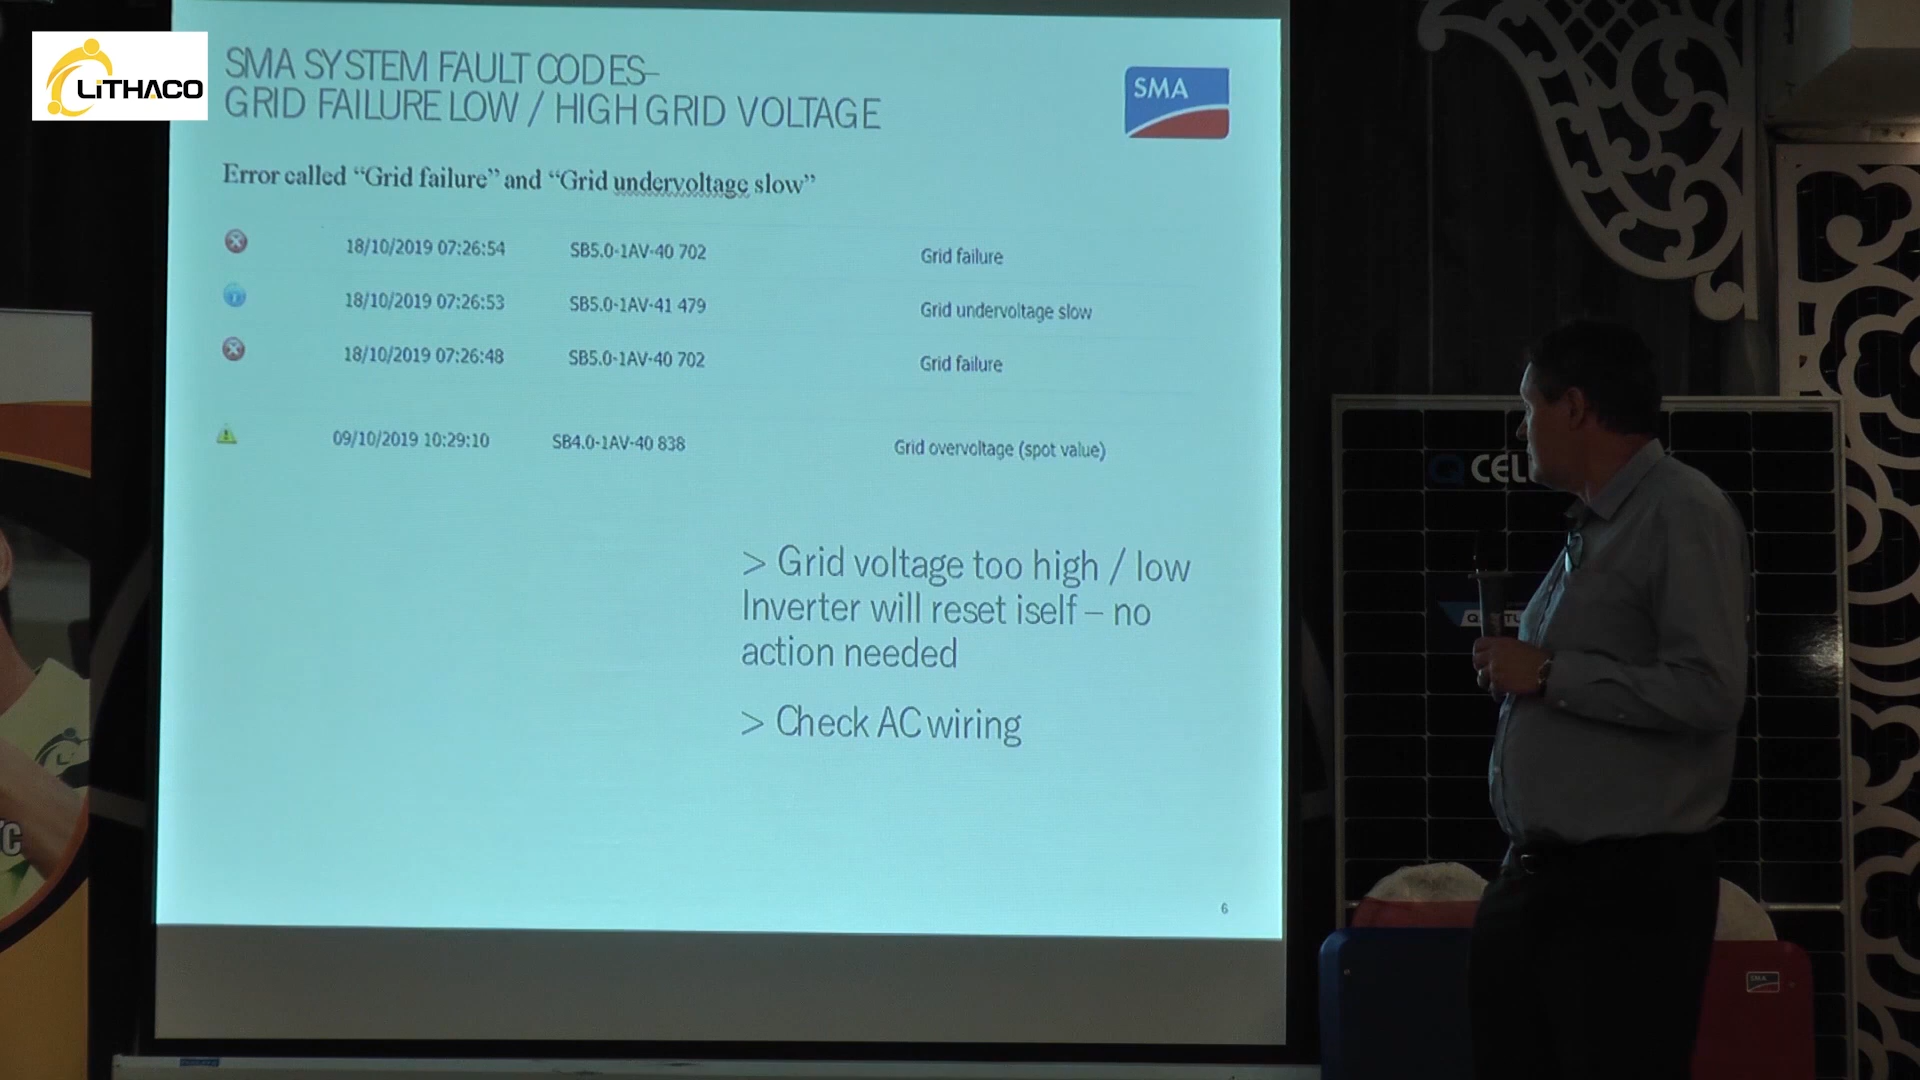 LiTHACO
SMA SYSTEM FAULT CODES–
GRID FAILURE LOW / HIGH GRID VOLTAGE
SMA
Error called “Grid failure” and “Grid undervoltage slow”
18/10/2019 07:26:54 SB5.0-1AV-40 702 Grid failure
18/10/2019 07:26:53 SB5.0-1AV-41 479 Grid undervoltage slow
18/10/2019 07:26:48 SB5.0-1AV-40 702 Grid failure
09/10/2019 10:29:10 SB4.0-1AV-40 838 Grid overvoltage (spot value)
> Grid voltage too high / low
Inverter will reset iself – no
action needed
> Check AC wiring
6
Q CEL
SMA